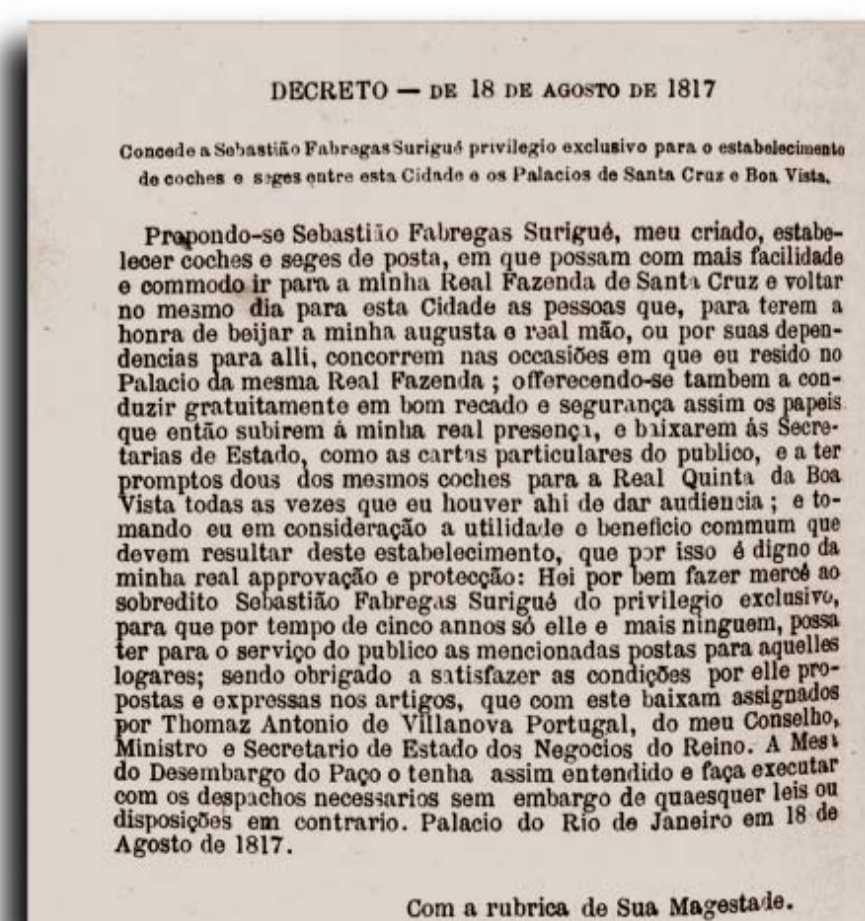 DECRETO — DE 18 DE AGOSTO DE 1817
Concede a Sebastião Fabregas Surigué privilegio exclusivo para o estabelecimento
de coches e seges entre esta Cidade e os Palacios de Santa Cruz e Boa Vista.
Propondo-se Sebastião Fabregas Surigué, meu criado, estabe-
lecer coches e seges de posta, em que possam com mais facilidade
e commodo ir para a minha Real Fazenda de Santa Cruz e voltar
no mesmo dia para esta Cidade as pessoas que, para terem a
honra de beijar a minha augusta e real mão, ou por suas depen-
dencias para alli, concorrem nas occasiões em que eu resido no
Palacio da mesma Real Fazenda ; offerecendo-se tambem a con-
duzir gratuitamente em bom recado e segurança assim os papeis
que então subirem á minha real presença, e baixarem ás Secre-
tarias de Estado, como as cartas particulares do publico, e a ter
promptos dous dos mesmos coches para a Real Quinta da Boa
Vista todas as vezes que eu houver ahi de dar audiencia ; e to-
mando eu em consideração a utilidade e beneficio commum que
devem resultar deste estabelecimento, que por isso é digno da
minha real approvação e protecção: Hei por bem fazer mercê ao
sobredito Sebastião Fabregas Surigué do privilegio exclusivo,
para que por tempo de cinco annos só elle e mais ninguem, possa
ter para o serviço do publico as mencionadas postas para aquelles
logares; sendo obrigado a satisfazer as condições por elle pro-
postas e expressas nos artigos, que com este baixam assignados
por Thomaz Antonio de Villanova Portugal, do meu Conselho,
Ministro e Secretario de Estado dos Negocios do Reino. A Mesa
do Desembargo do Paço o tenha assim entendido e faça executar
com os despachos necessarios sem embargo de quaesquer leis ou
disposições em contrario. Palacio do Rio de Janeiro em 18 de
Agosto de 1817.
Com a rubrica de Sua Magestade.